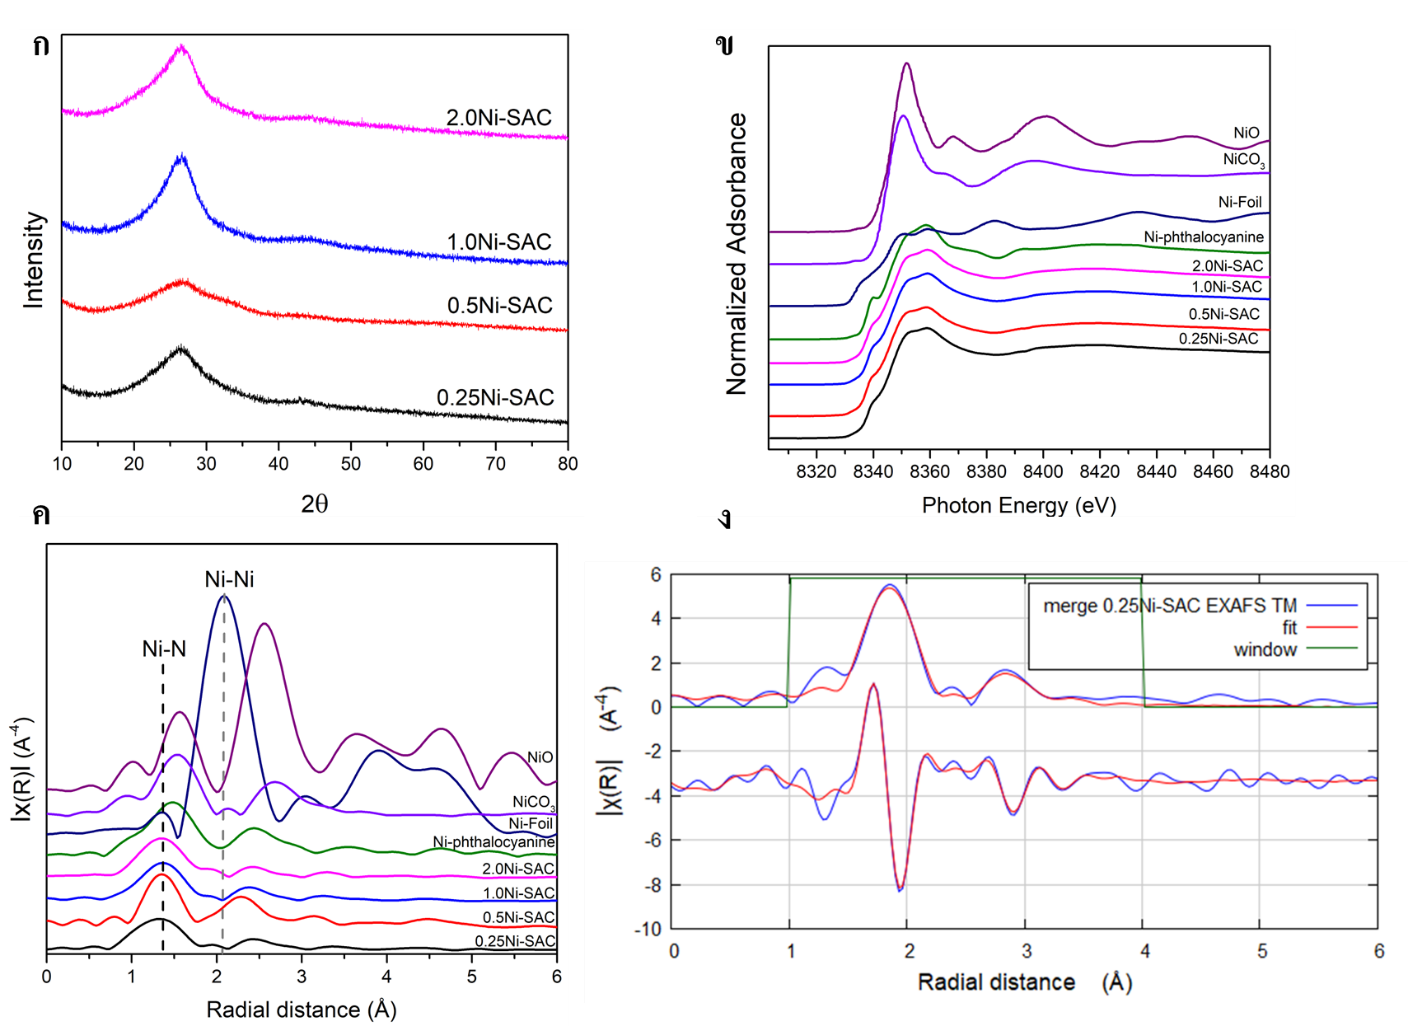 ก
Intensity
2.0Ni-SAC
1.0Ni-SAC
0.5Ni-SAC
0.25Ni-SAC
10 20 30 40 50 60 70 80
2θ
ข
Normalized Adsorbance
NiO
NiCO3
Ni-Foil
Ni-phthalocyanine
2.0Ni-SAC
1.0Ni-SAC
0.5Ni-SAC
0.25Ni-SAC
8320 8340 8360 8380 8400 8420 8440 8460 8480
Photon Energy (eV)
ค
|χ(R)| (A-4)
Ni-Ni
Ni-N
NiO
NiCO3
Ni-Foil
Ni-phthalocyanine
2.0Ni-SAC
1.0Ni-SAC
0.5Ni-SAC
0.25Ni-SAC
0 1 2 3 4 5 6
Radial distance (Å)
ง
|χ(R)| (A-4)
6
4
2
0
-2
-4
-6
-8
-10
merge 0.25Ni-SAC EXAFS TM
fit
window
0 1 2 3 4 5 6
Radial distance (Å)